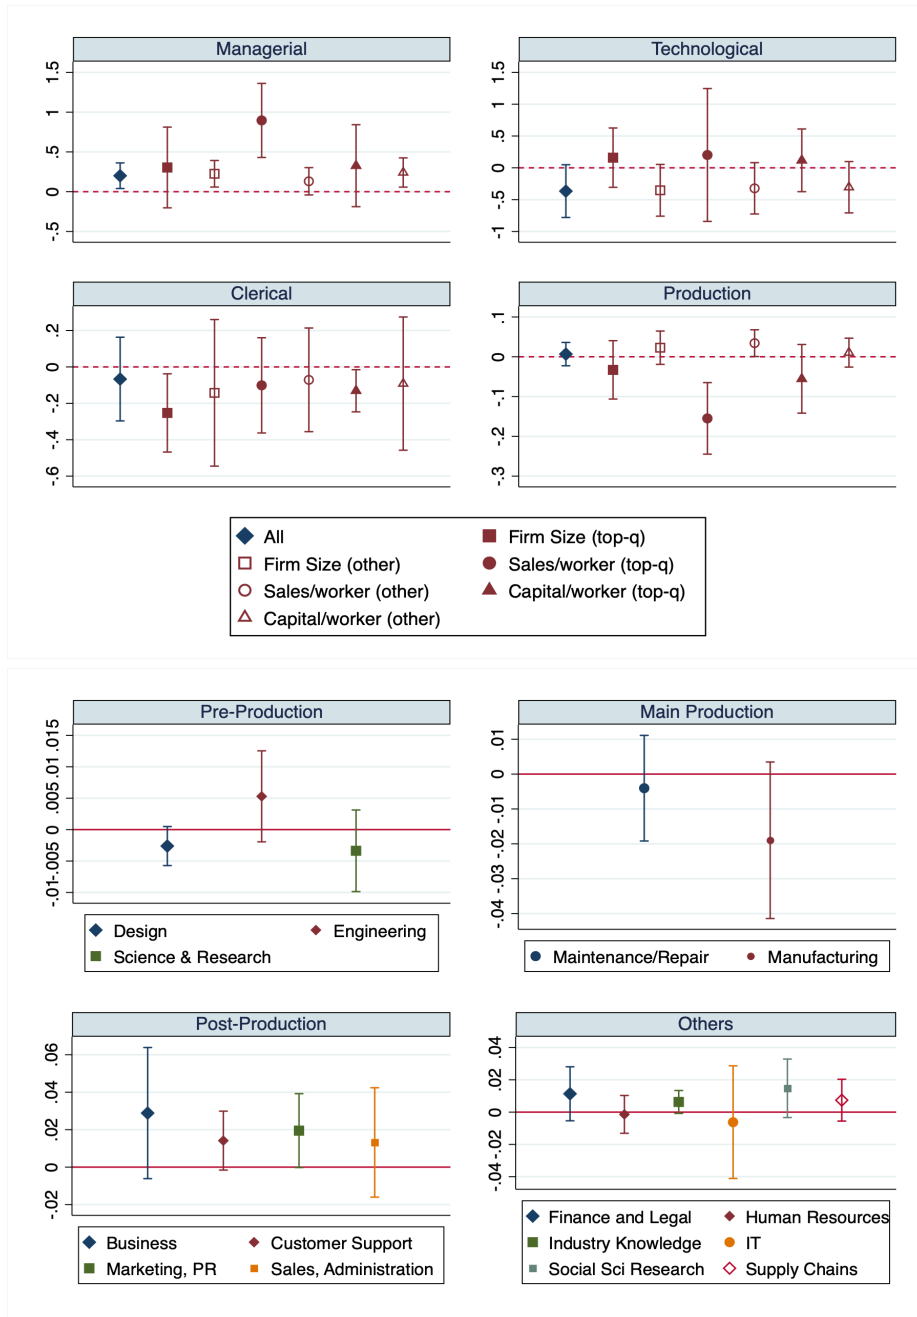 Managerial
1.5
1
.5
0
-.5
Technological
1.5
1
.5
0
-.5
-1
Clerical
.2
0
-.2
-.4
-.6
Production
.1
0
-.1
-.2
-.3
All
Firm Size (top-q)
Firm Size (other)
Sales/worker (top-q)
Sales/worker (other)
Capital/worker (top-q)
Capital/worker (other)
Pre-Production
.015
.01
.005
0
-.005
-.01
Design
Engineering
Science & Research
Main Production
.01
0
-.01
-.02
-.03
-.04
Maintenance/Repair
Manufacturing
Post-Production
.06
.04
.02
0
-.02
Business
Customer Support
Marketing, PR
Sales, Administration
Others
.04
.02
0
-.02
-.04
Finance and Legal
Human Resources
Industry Knowledge
IT
Social Sci Research
Supply Chains